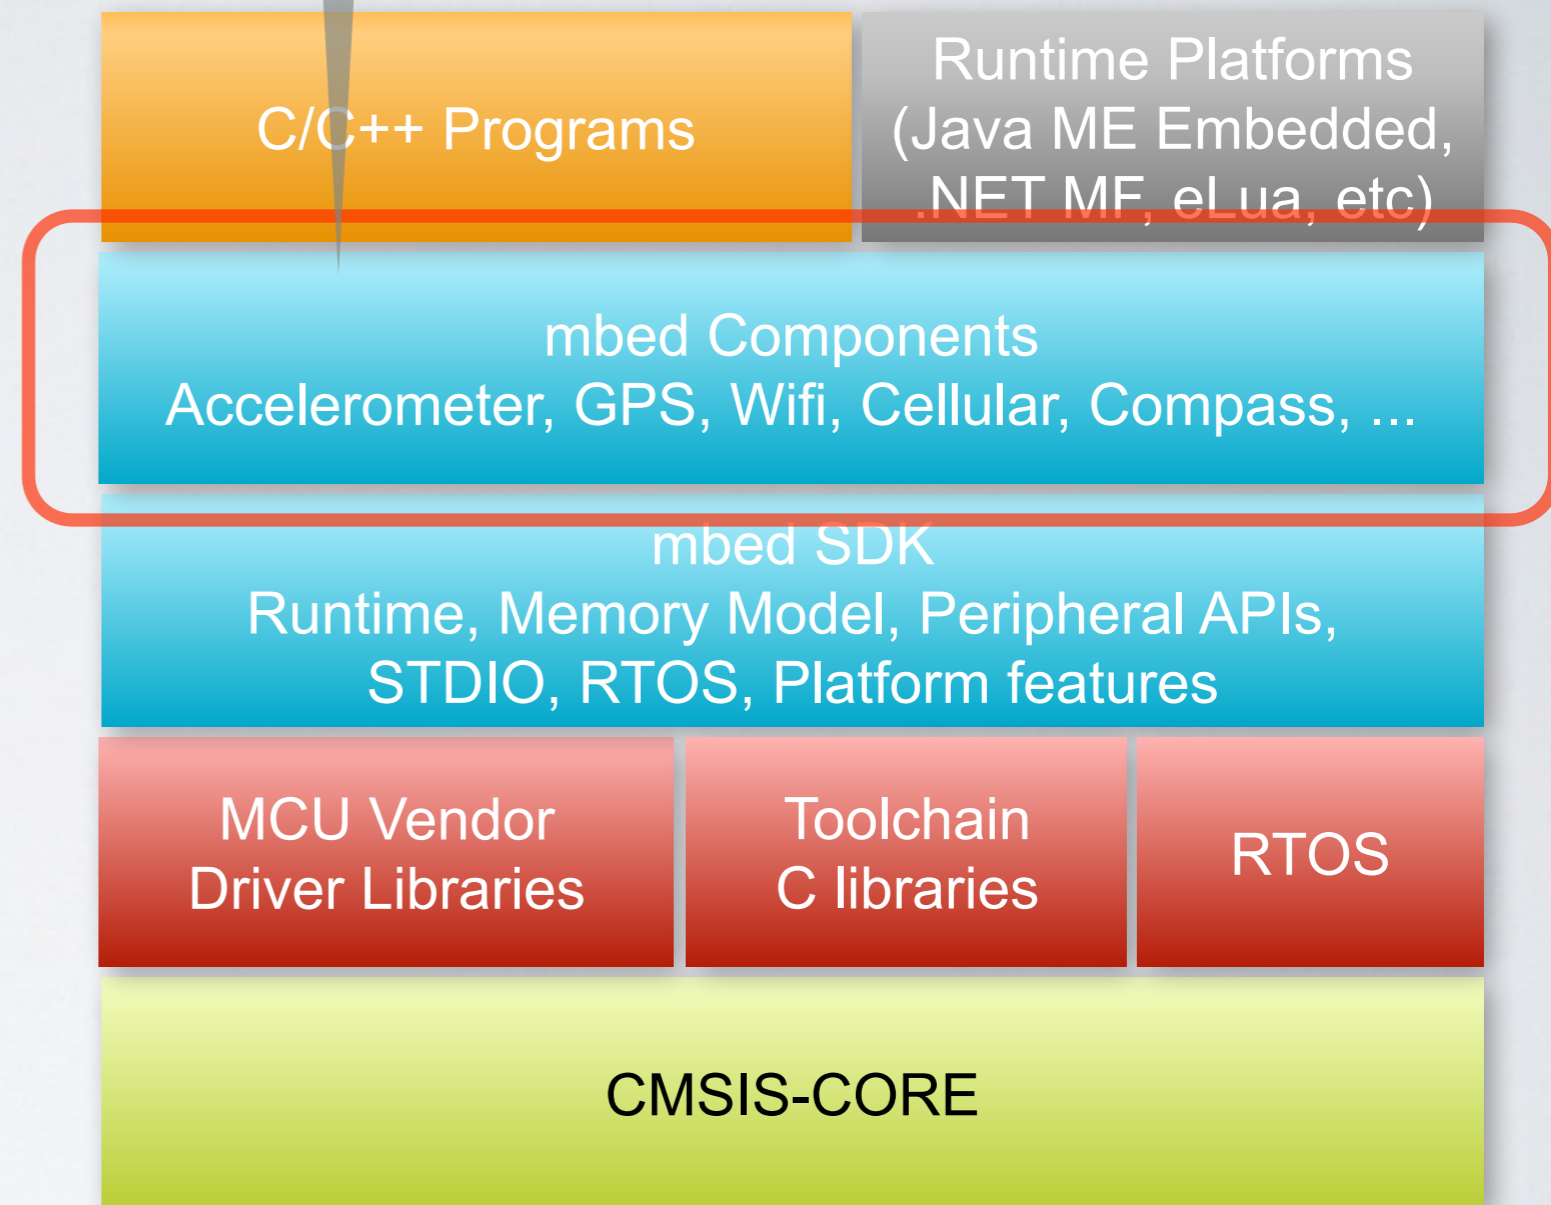 C/C++ Programs
Runtime Platforms
(Java ME Embedded,
.NET MF, eLua, etc)
mbed Components
Accelerometer, GPS, Wifi, Cellular, Compass, ...
mbed SDK
Runtime, Memory Model, Peripheral APIs,
STDIO, RTOS, Platform features
MCU Vendor
Driver Libraries
Toolchain
C libraries
RTOS
CMSIS-CORE